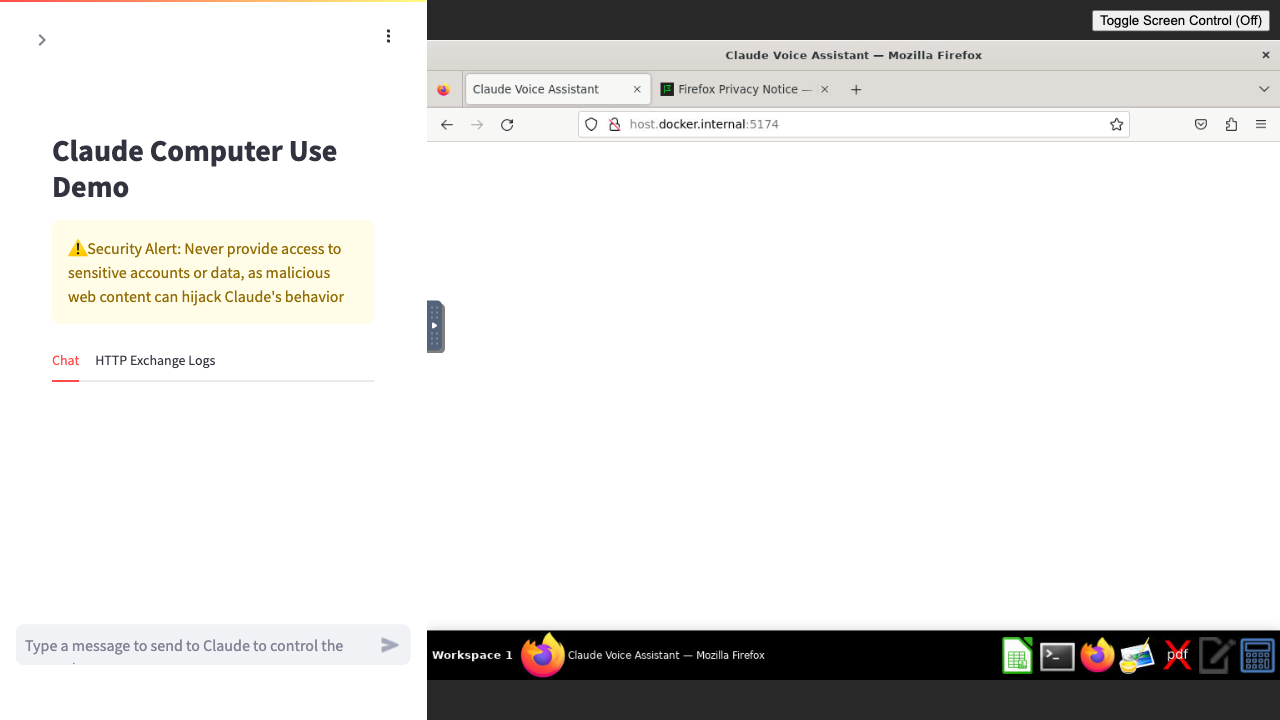 Toggle Screen Control (Off)
Claude Voice Assistant — Mozilla Firefox
Claude Voice Assistant
Firefox Privacy Notice —
host.docker.internal:5174
Claude Computer Use
Demo
⚠Security Alert: Never provide access to
sensitive accounts or data, as malicious
web content can hijack Claude's behavior
Chat
HTTP Exchange Logs
Type a message to send to Claude to control the
Workspace 1
Claude Voice Assistant — Mozilla Firefox
pdf